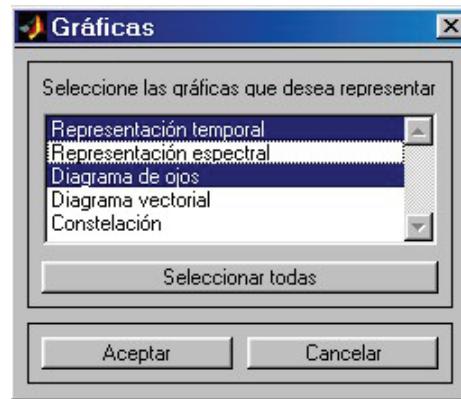 Gráficas
Seleccione las gráficas que desea representar
Representación temporal
Representación espectral
Diagrama de ojos
Diagrama vectorial
Constelación
Seleccionar todas
Aceptar
Cancelar